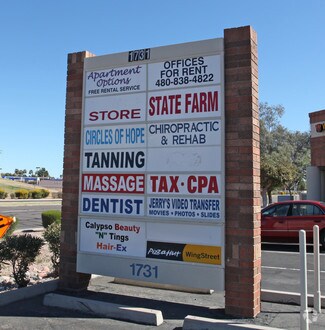 1731
Apartment
Options
FREE RENTAL SERVICE
OFFICES
FOR RENT
480-838-4822
STORE
STATE FARM
CIRCLES OF HOPE
CHIROPRACTIC
& REHAB
TANNING
MASSAGE
TAX·CPA
DENTIST
JERRY'S VIDEO TRANSFER
MOVIES * PHOTOS * SLIDES
Calypso Beauty
"N" Tings
Hair-Ex
PIZZA HUT
WINGSTREET
1731